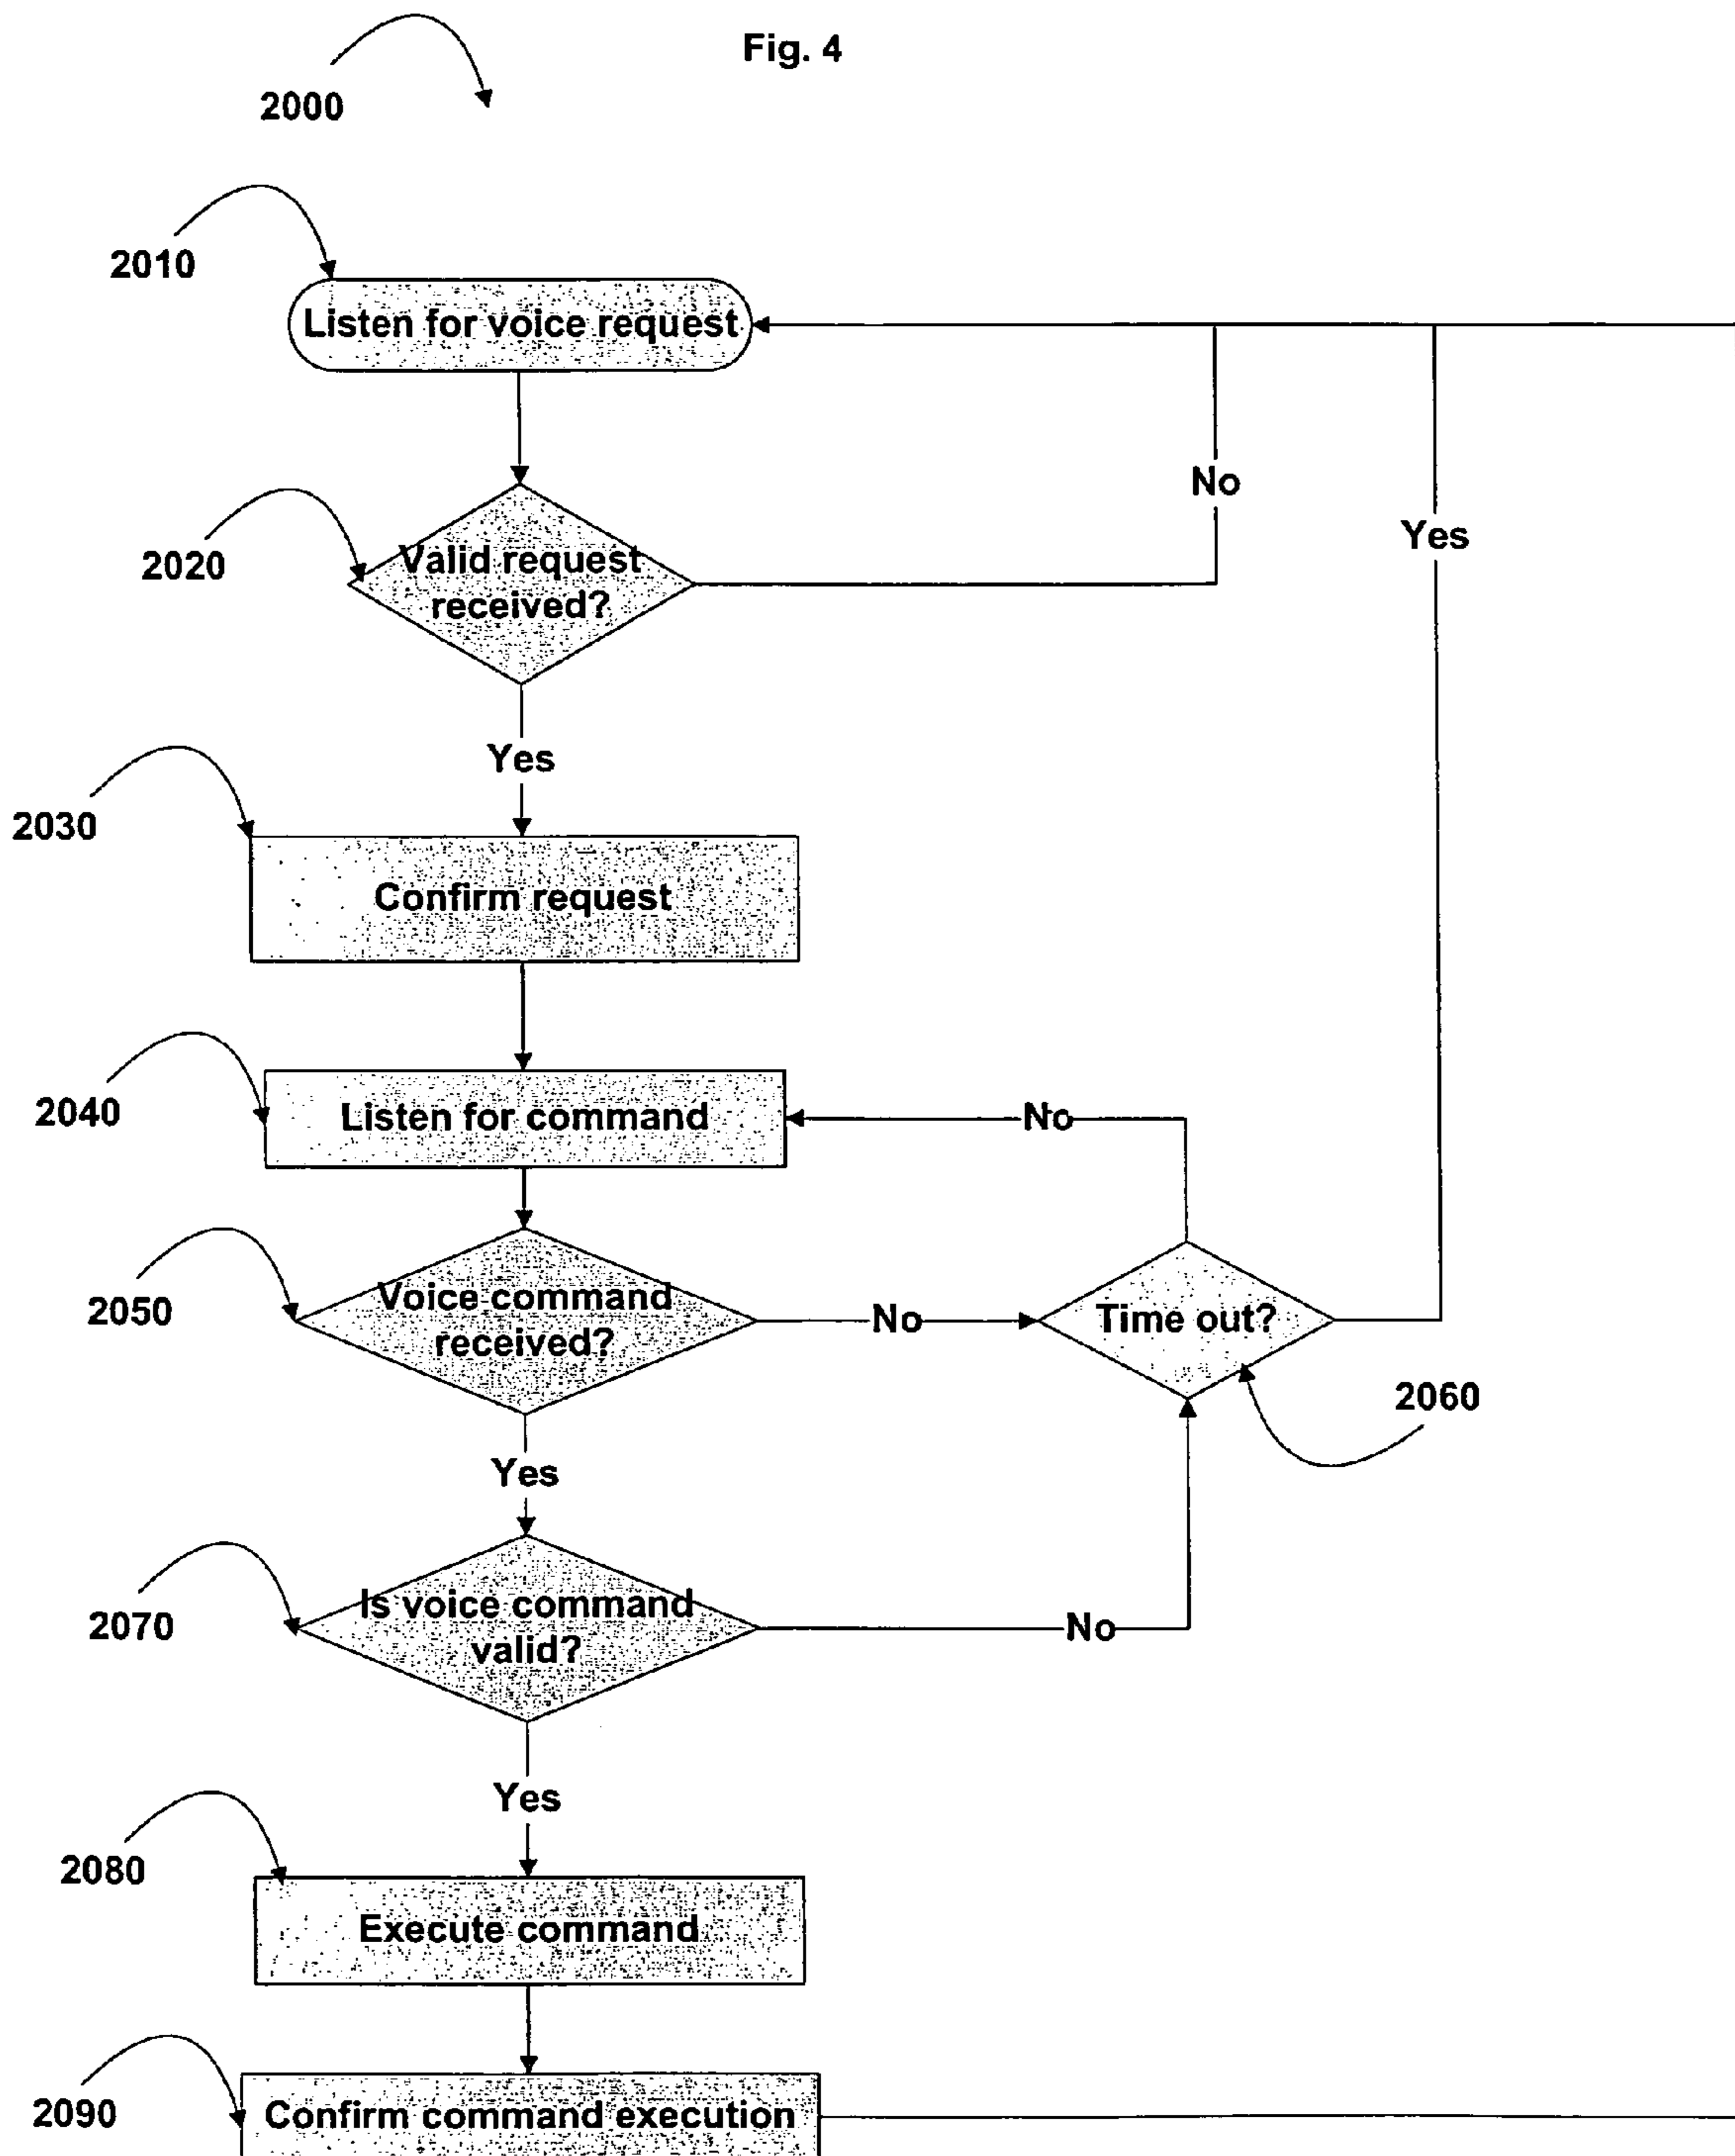 Fig. 4
2000
2010
Listen for voice request
No
Yes
2020
Valid request
received?
Yes
2030
Confirm request
2040
Listen for command
No
2050
Voice command
received?
No
Time out?
2060
Yes
2070
Is voice command
valid?
No
Yes
2080
Execute command
2090
Confirm command execution